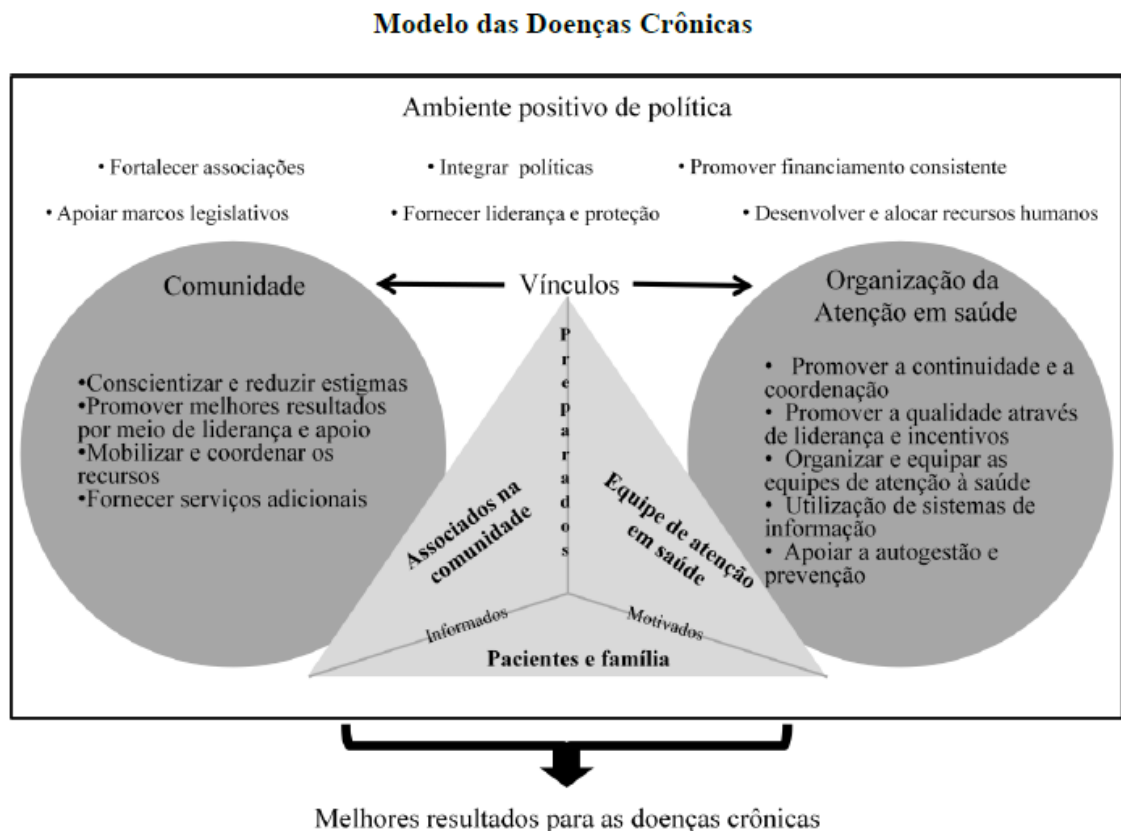 Modelo das Doenças Crônicas
Ambiente positivo de política
• Fortalecer associações
• Integrar políticas
• Promover financiamento consistente
• Apoiar marcos legislativos
• Fornecer liderança e proteção
• Desenvolver e alocar recursos humanos
Comunidade
•Conscientizar e reduzir estigmas
•Promover melhores resultados
por meio de liderança e apoio
•Mobilizar e coordenar os
recursos
•Fornecer serviços adicionais
Vínculos
Preparados
Associados na
comunidade
Equipe de atenção
em saúde
Informados
Motivados
Pacientes e família
Organização da
Atenção em saúde
• Promover a continuidade e a
coordenação
• Promover a qualidade através
de liderança e incentivos
• Organizar e equipar as
equipes de atenção à saúde
• Utilização de sistemas de
informação
• Apoiar a autogestão e
prevenção
Melhores resultados para as doenças crônicas